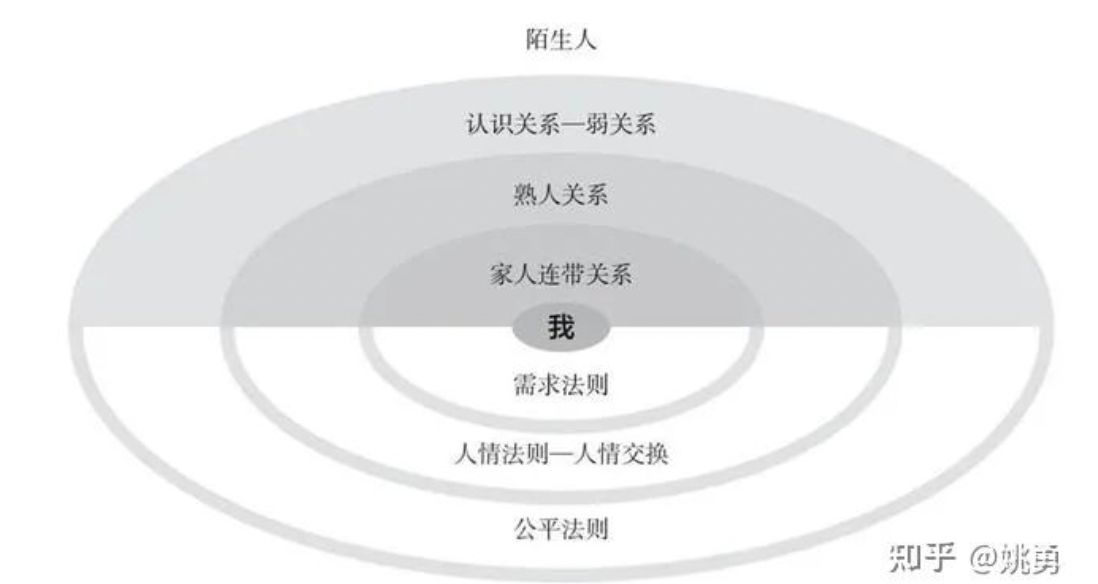 陌生人
认识关系—弱关系
熟人关系
家人连带关系
我
需求法则
人情法则—人情交换
公平法则
知乎 @姚勇